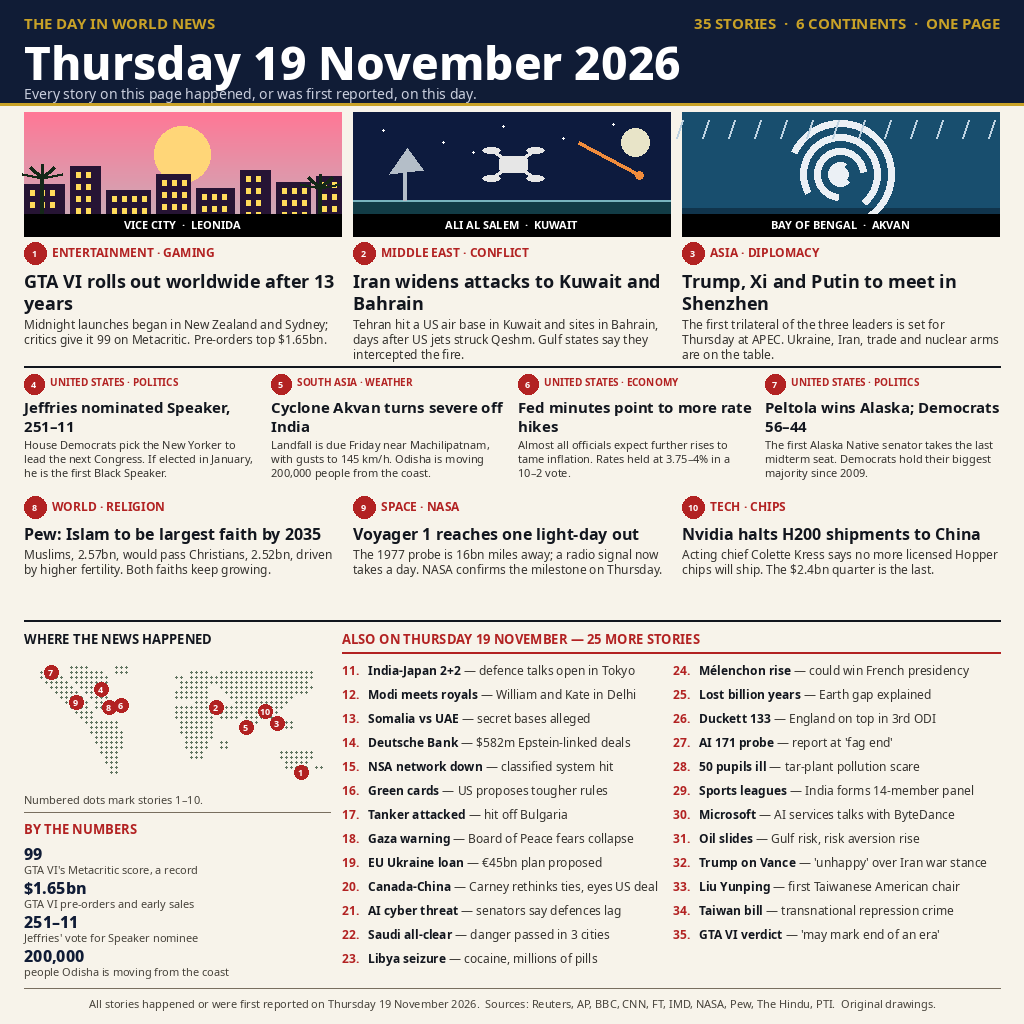 THE DAY IN WORLD NEWS
35 STORIES · 6 CONTINENTS · ONE PAGE
Thursday 19 November 2026
Every story on this page happened, or was first reported, on this day.
VICE CITY · LEONIDA
ALI AL SALEM · KUWAIT
BAY OF BENGAL · AKVAN
1 ENTERTAINMENT · GAMING
GTA VI rolls out worldwide after 13
years
Midnight launches began in New Zealand and Sydney;
critics give it 99 on Metacritic. Pre-orders top $1.65bn.
2 MIDDLE EAST · CONFLICT
Iran widens attacks to Kuwait and
Bahrain
Tehran hit a US air base in Kuwait and sites in Bahrain,
days after US jets struck Qeshm. Gulf states say they
intercepted the fire.
3 ASIA · DIPLOMACY
Trump, Xi and Putin to meet in
Shenzhen
The first trilateral of the three leaders is set for
Thursday at APEC. Ukraine, Iran, trade and nuclear arms
are on the table.
4 UNITED STATES · POLITICS
Jeffries nominated Speaker,
251–11
House Democrats pick the New Yorker to
lead the next Congress. If elected in January,
he is the first Black Speaker.
5 SOUTH ASIA · WEATHER
Cyclone Akvan turns severe off
India
Landfall is due Friday near Machilipatnam,
with gusts to 145 km/h. Odisha is moving
200,000 people from the coast.
6 UNITED STATES · ECONOMY
Fed minutes point to more rate
hikes
Almost all officials expect further rises to
tame inflation. Rates held at 3.75–4% in a
10–2 vote.
7 UNITED STATES · POLITICS
Peltola wins Alaska; Democrats
56–44
The first Alaska Native senator takes the last
midterm seat. Democrats hold their biggest
majority since 2009.
8 WORLD · RELIGION
Pew: Islam to be largest faith by 2035
Muslims, 2.57bn, would pass Christians, 2.52bn, driven
by higher fertility. Both faiths keep growing.
9 SPACE · NASA
Voyager 1 reaches one light-day out
The 1977 probe is 16bn miles away; a radio signal now
takes a day. NASA confirms the milestone on Thursday.
10 TECH · CHIPS
Nvidia halts H200 shipments to China
Acting chief Colette Kress says no more licensed Hopper
chips will ship. The $2.4bn quarter is the last.
WHERE THE NEWS HAPPENED
7
4
9
8
6
2
10
5
3
1
Numbered dots mark stories 1–10.
BY THE NUMBERS
99
GTA VI's Metacritic score, a record
$1.65bn
GTA VI pre-orders and early sales
251–11
Jeffries' vote for Speaker nominee
200,000
people Odisha is moving from the coast
ALSO ON THURSDAY 19 NOVEMBER — 25 MORE STORIES
11. India-Japan 2+2 — defence talks open in Tokyo
12. Modi meets royals — William and Kate in Delhi
13. Somalia vs UAE — secret bases alleged
14. Deutsche Bank — $582m Epstein-linked deals
15. NSA network down — classified system hit
16. Green cards — US proposes tougher rules
17. Tanker attacked — hit off Bulgaria
18. Gaza warning — Board of Peace fears collapse
19. EU Ukraine loan — €45bn plan proposed
20. Canada-China — Carney rethinks ties, eyes US deal
21. AI cyber threat — senators say defences lag
22. Saudi all-clear — danger passed in 3 cities
23. Libya seizure — cocaine, millions of pills
24. Mélenchon rise — could win French presidency
25. Lost billion years — Earth gap explained
26. Duckett 133 — England on top in 3rd ODI
27. AI 171 probe — report at 'fag end'
28. 50 pupils ill — tar-plant pollution scare
29. Sports leagues — India forms 14-member panel
30. Microsoft — AI services talks with ByteDance
31. Oil slides — Gulf risk, risk aversion rise
32. Trump on Vance — 'unhappy' over Iran war stance
33. Liu Yunping — first Taiwanese American chair
34. Taiwan bill — transnational repression crime
35. GTA VI verdict — 'may mark end of an era'
All stories happened or were first reported on Thursday 19 November 2026. Sources: Reuters, AP, BBC, CNN, FT, IMD, NASA, Pew, The Hindu, PTI. Original drawings.